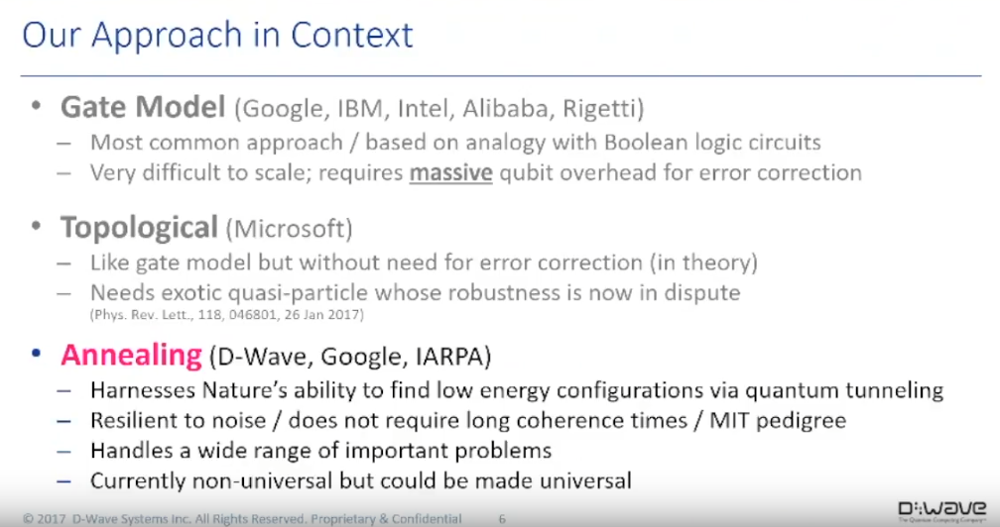 Our Approach in Context
• Gate Model (Google, IBM, Intel, Alibaba, Rigetti)
– Most common approach / based on analogy with Boolean logic circuits
– Very difficult to scale; requires massive qubit overhead for error correction
• Topological (Microsoft)
– Like gate model but without need for error correction (in theory)
– Needs exotic quasi-particle whose robustness is now in dispute
(Phys. Rev. Lett., 118, 046801, 26 Jan 2017)
• Annealing (D-Wave, Google, IARPA)
– Harnesses Nature's ability to find low energy configurations via quantum tunneling
– Resilient to noise / does not require long coherence times / MIT pedigree
– Handles a wide range of important problems
– Currently non-universal but could be made universal
© 2017 D-Wave Systems Inc. All Rights Reserved. Proprietary & Confidential
6
D:WAVE
The Quantum Computing Company™